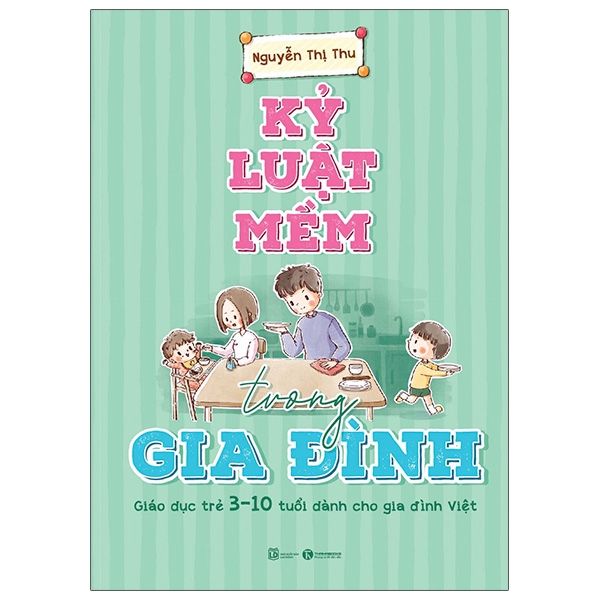 Nguyễn Thị Thu
KỶ
LUẬT
MỀM
trong
GIA ĐÌNH
Giáo dục trẻ 3-10 tuổi dành cho gia đình Việt
LD